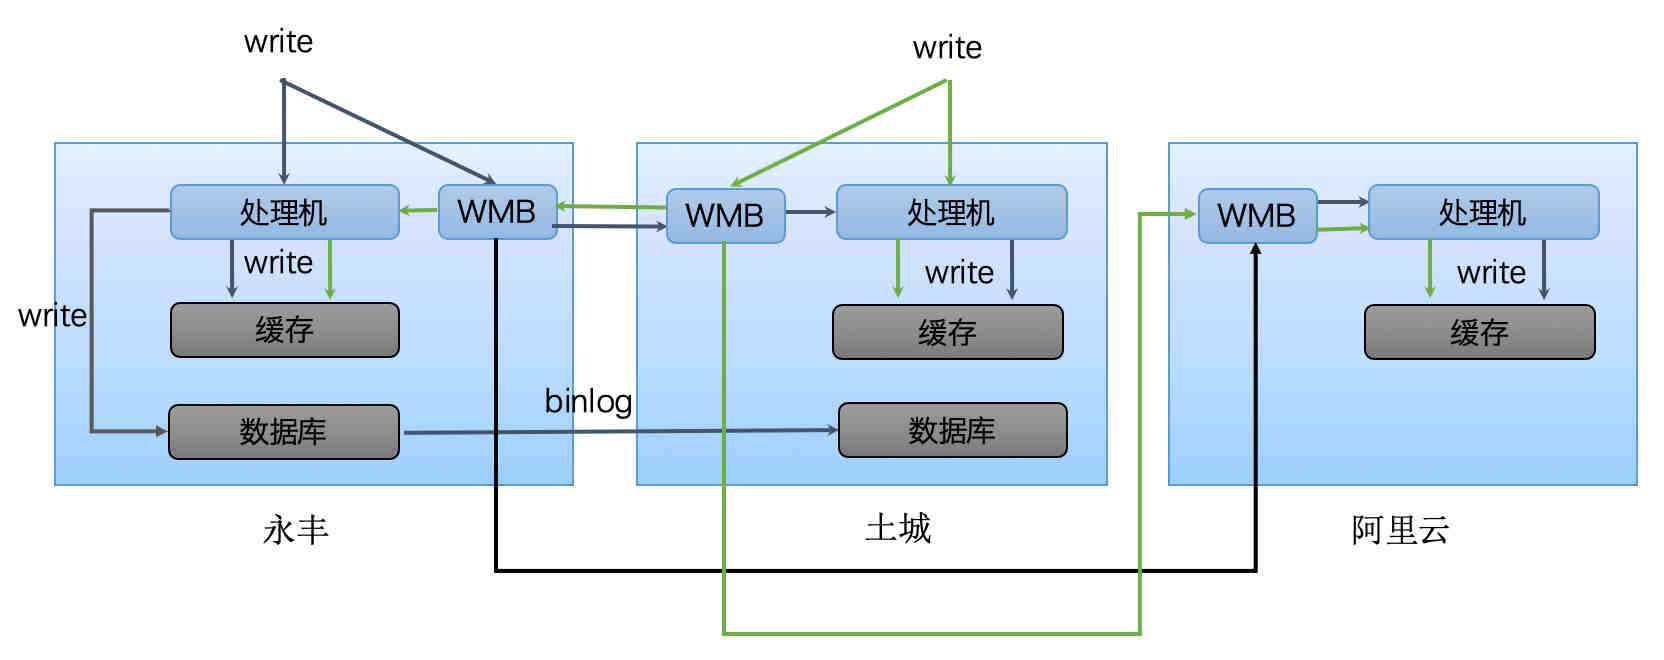 write
write
处理机
WMB
WMB
处理机
WMB
处理机
write
write
write
write
缓存
缓存
缓存
binlog
数据库
数据库
永丰
土城
阿里云